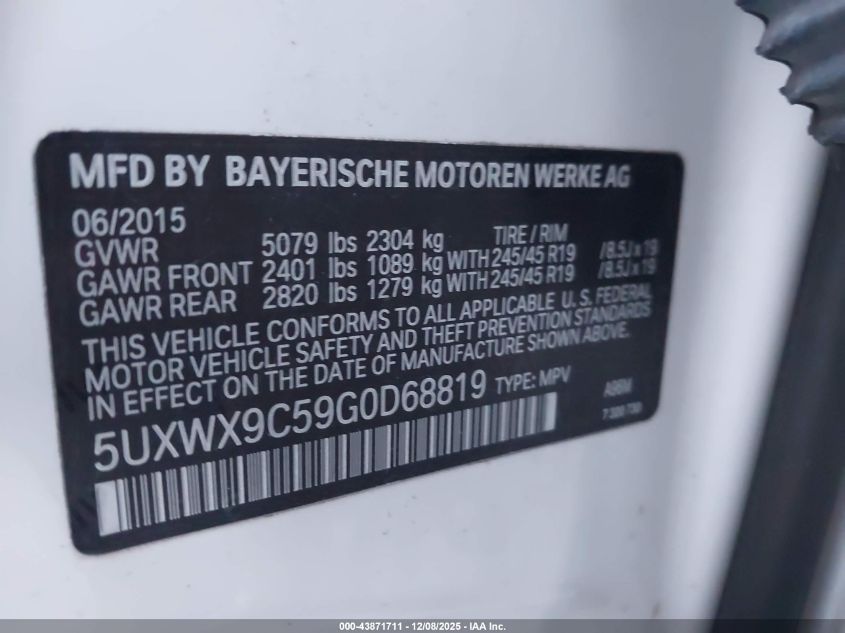 MFD BY BAYERISCHE MOTOREN WERKE AG
06/2015 TIRE / RIM
GVWR 5079 lbs 2304 kg
GAWR FRONT 2401 lbs 1089 kg WITH 245/45 R19 /8.5J x 19
GAWR REAR 2820 lbs 1279 kg WITH 245/45 R19 /8.5J x 19
THIS VEHICLE CONFORMS TO ALL APPLICABLE U. S. FEDERAL
MOTOR VEHICLE SAFETY AND THEFT PREVENTION STANDARDS
IN EFFECT ON THE DATE OF MANUFACTURE SHOWN ABOVE.
5UXWX9C59G0D68819 TYPE: MPV
000-43871711 - 12/08/2025 - IAA Inc.